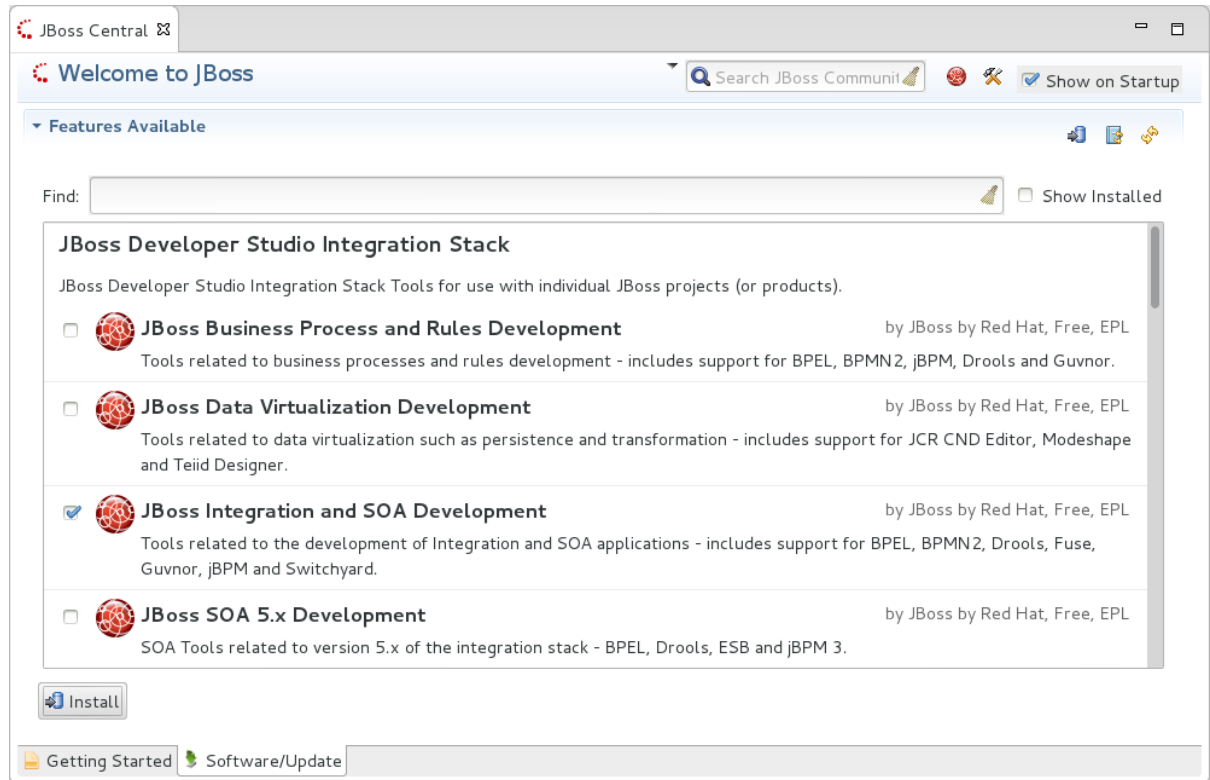 JBoss Central
Welcome to JBoss
Search JBoss Communit
Show on Startup
Features Available
Find:
Show Installed
JBoss Developer Studio Integration Stack
JBoss Developer Studio Integration Stack Tools for use with individual JBoss projects (or products).
JBoss Business Process and Rules Development
by JBoss by Red Hat, Free, EPL
Tools related to business processes and rules development - includes support for BPEL, BPMN2, jBPM, Drools and Guvnor.
JBoss Data Virtualization Development
by JBoss by Red Hat, Free, EPL
Tools related to data virtualization such as persistence and transformation - includes support for JCR CND Editor, Modeshape
and Teiid Designer.
JBoss Integration and SOA Development
by JBoss by Red Hat, Free, EPL
Tools related to the development of Integration and SOA applications - includes support for BPEL, BPMN2, Drools, Fuse,
Guvnor, jBPM and Switchyard.
JBoss SOA 5.x Development
by JBoss by Red Hat, Free, EPL
SOA Tools related to version 5.x of the integration stack - BPEL, Drools, ESB and jBPM 3.
Install
Getting Started
Software/Update